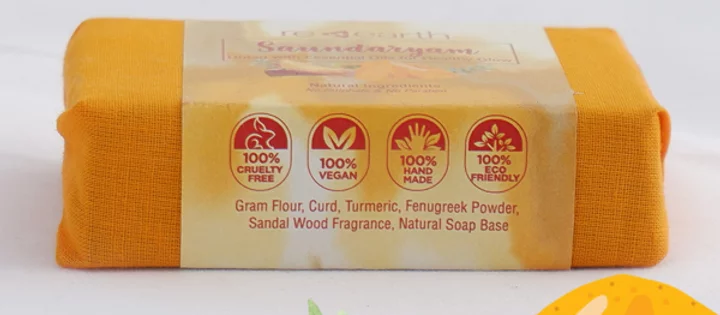 re earth
Saundaryam
Natural Ingredients
100%
CRUELTY
FREE
100%
VEGAN
100%
HAND
MADE
100%
ECO
FRIENDLY
Gram Flour, Curd, Turmeric, Fenugreek Powder,
Sandal Wood Fragrance, Natural Soap Base